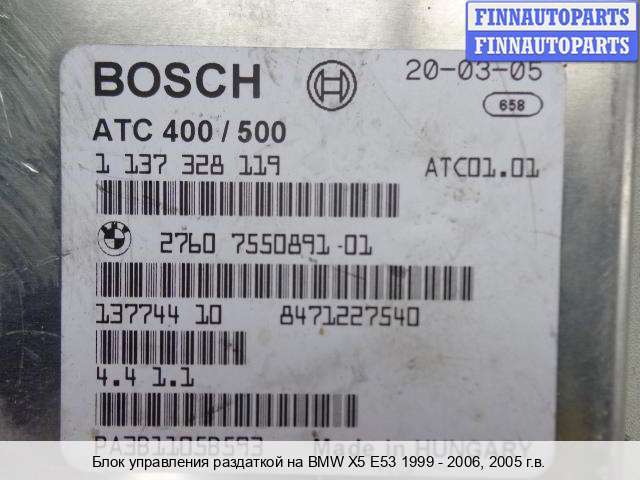 FINNAUTOPARTS
FINNAUTOPARTS
BOSCH 20-03-05
658
ATC 400 / 500
1 137 328 119 ATC01.01
2760 7550891-01
137744 10 8471227540
4.4 1.1
PA3B1105B593 Made in HUNGARY
Блок управления раздаткой на BMW X5 E53 1999 - 2006, 2005 г.в.